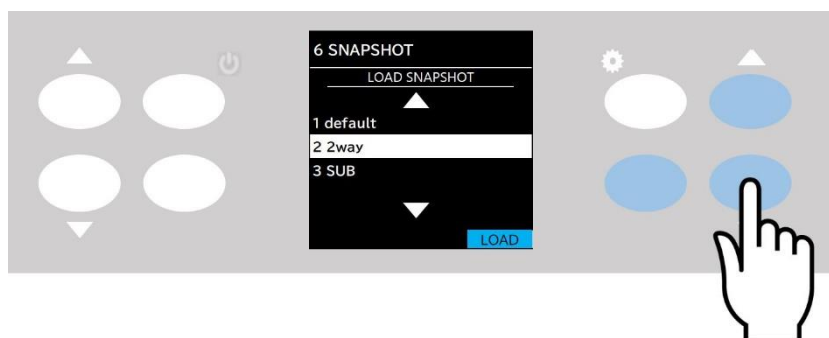 6 SNAPSHOT
LOAD SNAPSHOT
1 default
2 2way
3 SUB
LOAD